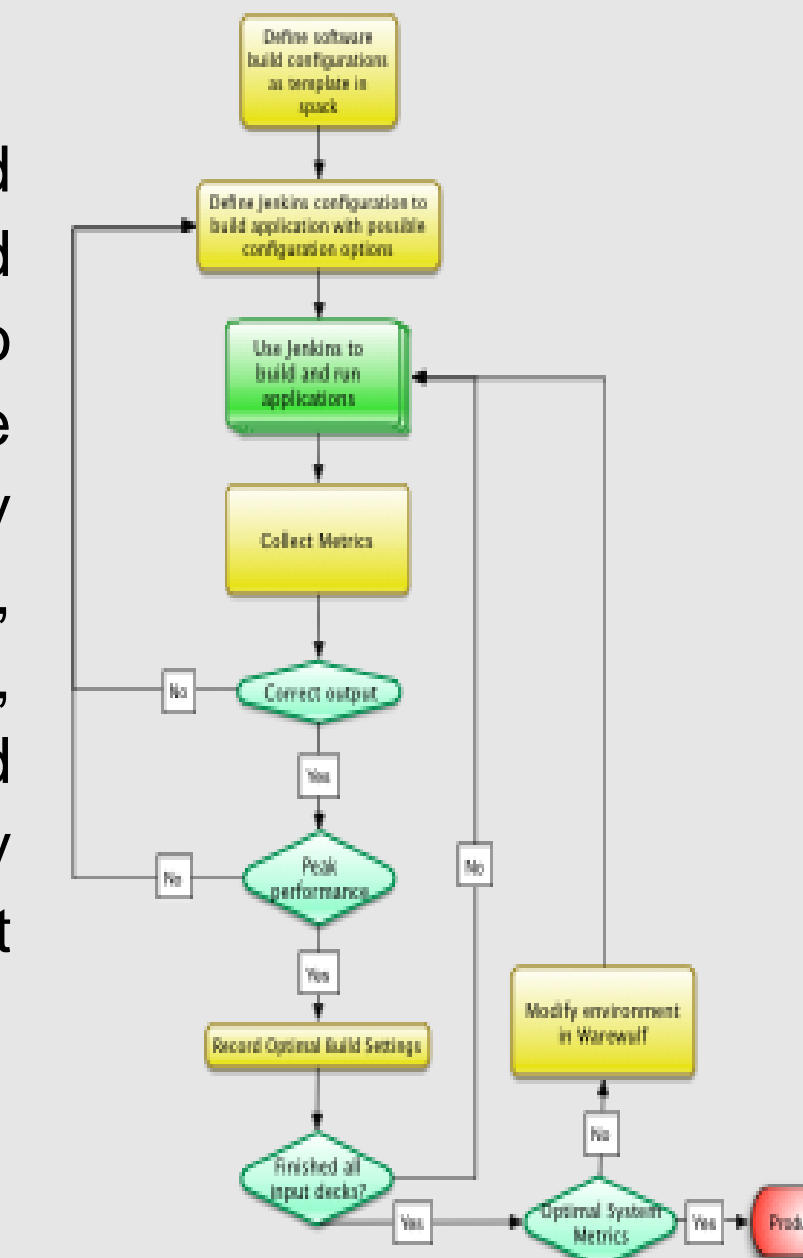 Define software
build configurations
as template in
spack
Define Jenkins configuration to
build application with possible
configuration options
Use Jenkins to
build and run
applications
Collect Metrics
Correct output
No
Yes
Peak
performance
No
No
Yes
Record Optimal Build Settings
Modify environment
in Warewulf
No
Finished all
input decks?
Yes
Optimal System
Metrics
Yes
d
d
e
y
,
,
d
y
t